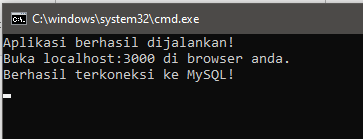 C:\windows\system32\cmd.exe
Aplikasi berhasil dijalankan!
Buka localhost:3000 di browser anda.
Berhasil terkoneksi ke MySQL!